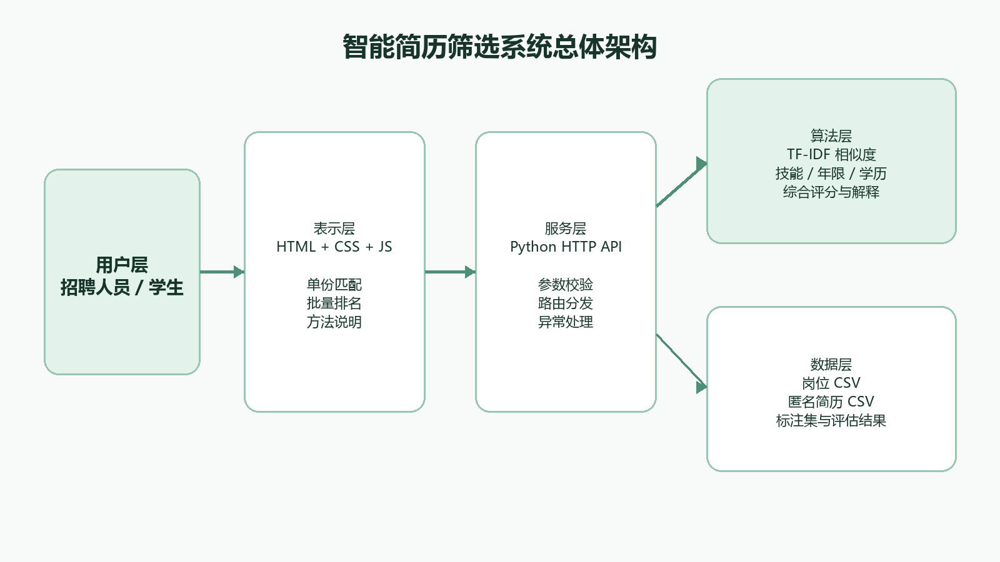 智能简历筛选系统总体架构
用户层
招聘人员 / 学生
表示层
HTML + CSS + JS
单份匹配
批量排名
方法说明
服务层
Python HTTP API
参数校验
路由分发
异常处理
算法层
TF-IDF 相似度
技能 / 年限 / 学历
综合评分与解释
数据层
岗位 CSV
匿名简历 CSV
标注集与评估结果